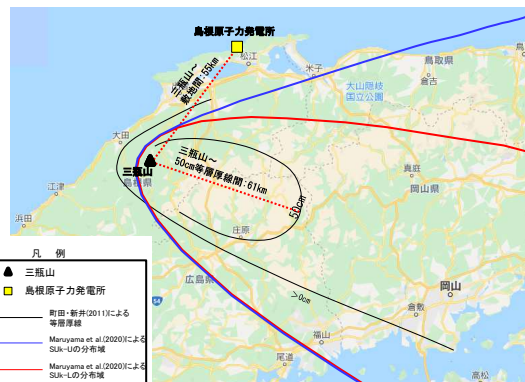 島根原子力発電所
松江
米子
鳥取県
倉吉
大山隠岐
国立公園
三瓶山～
敷地間:55km
大田
三瓶山
島根県
三瓶山～
50cm等層厚線間:61km
50cm
真庭
岡山県
江津
浜田
庄原
広島県
>0cm
岡山
倉敷
福山
尾道
高松
54
凡 例
三瓶山
島根原子力発電所
町田・新井(2011)による
等層厚線
Maruyama et al.(2020)による
SUk-Uの分布域
Maruyama et al.(2020)による
SUk-Lの分布域